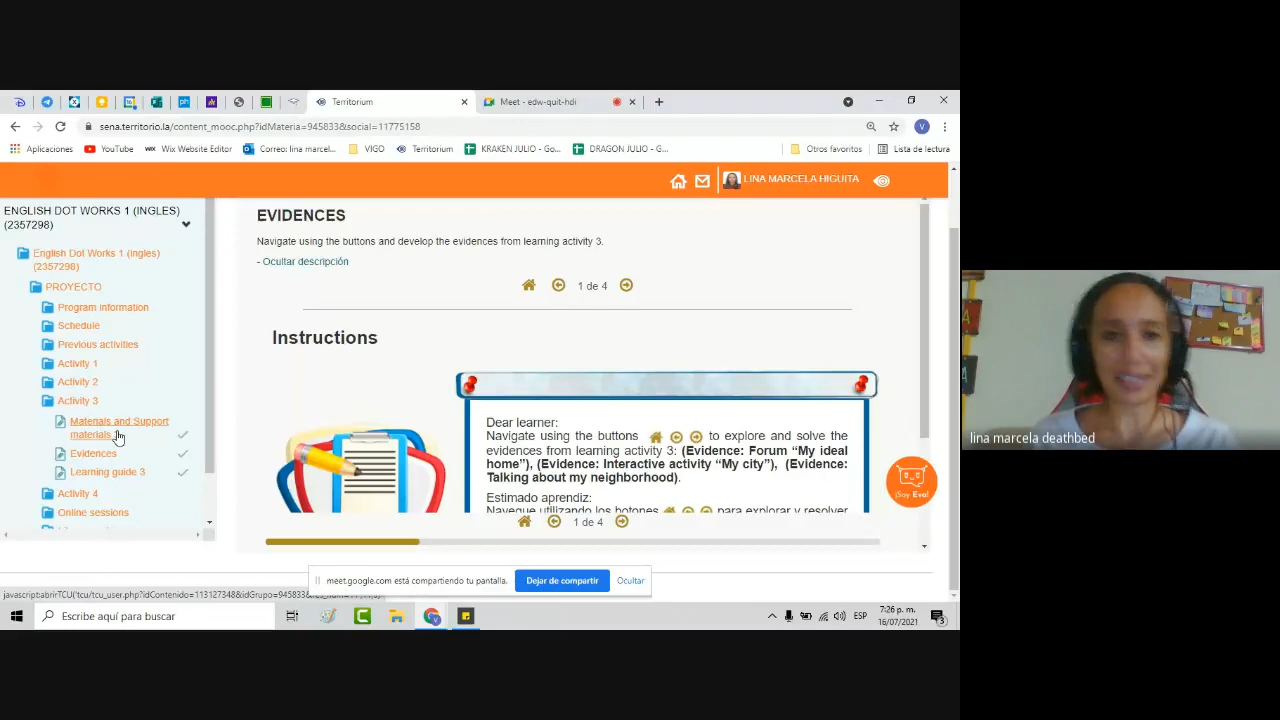 Territorium
Meet - edw-quit-hdi
sena.territorio.la/content_mooc.php?idMateria=945833&social=11775158
Aplicaciones YouTube Wix Website Editor Correo: lina marcel... VIGO Territorium KRAKEN JULIO - Go... DRAGON JULIO - G... Otros favoritos Lista de lectura
LINA MARCELA HIGUITA
ENGLISH DOT WORKS 1 (INGLES)
(2357298)
English Dot Works 1 (ingles)
(2357298)
PROYECTO
Program information
Schedule
Previous activities
Activity 1
Activity 2
Activity 3
Materials and Support
materials
Evidences
Learning guide 3
Activity 4
Online sessions
EVIDENCES
Navigate using the buttons and develop the evidences from learning activity 3.
- Ocultar descripción
1 de 4
Instructions
Dear learner:
Navigate using the buttons to explore and solve the
evidences from learning activity 3: (Evidence: Forum “My ideal
home”), (Evidence: Interactive activity “My city”), (Evidence:
Talking about my neighborhood).
Estimado aprendiz:
Navegue utilizando los botones para explorar y resolver
1 de 4
¡Soy Eva!
lina marcela deathbed
meet.google.com está compartiendo tu pantalla.
Dejar de compartir
Ocultar
Escribe aquí para buscar
ESP
7:26 p. m.
16/07/2021
3